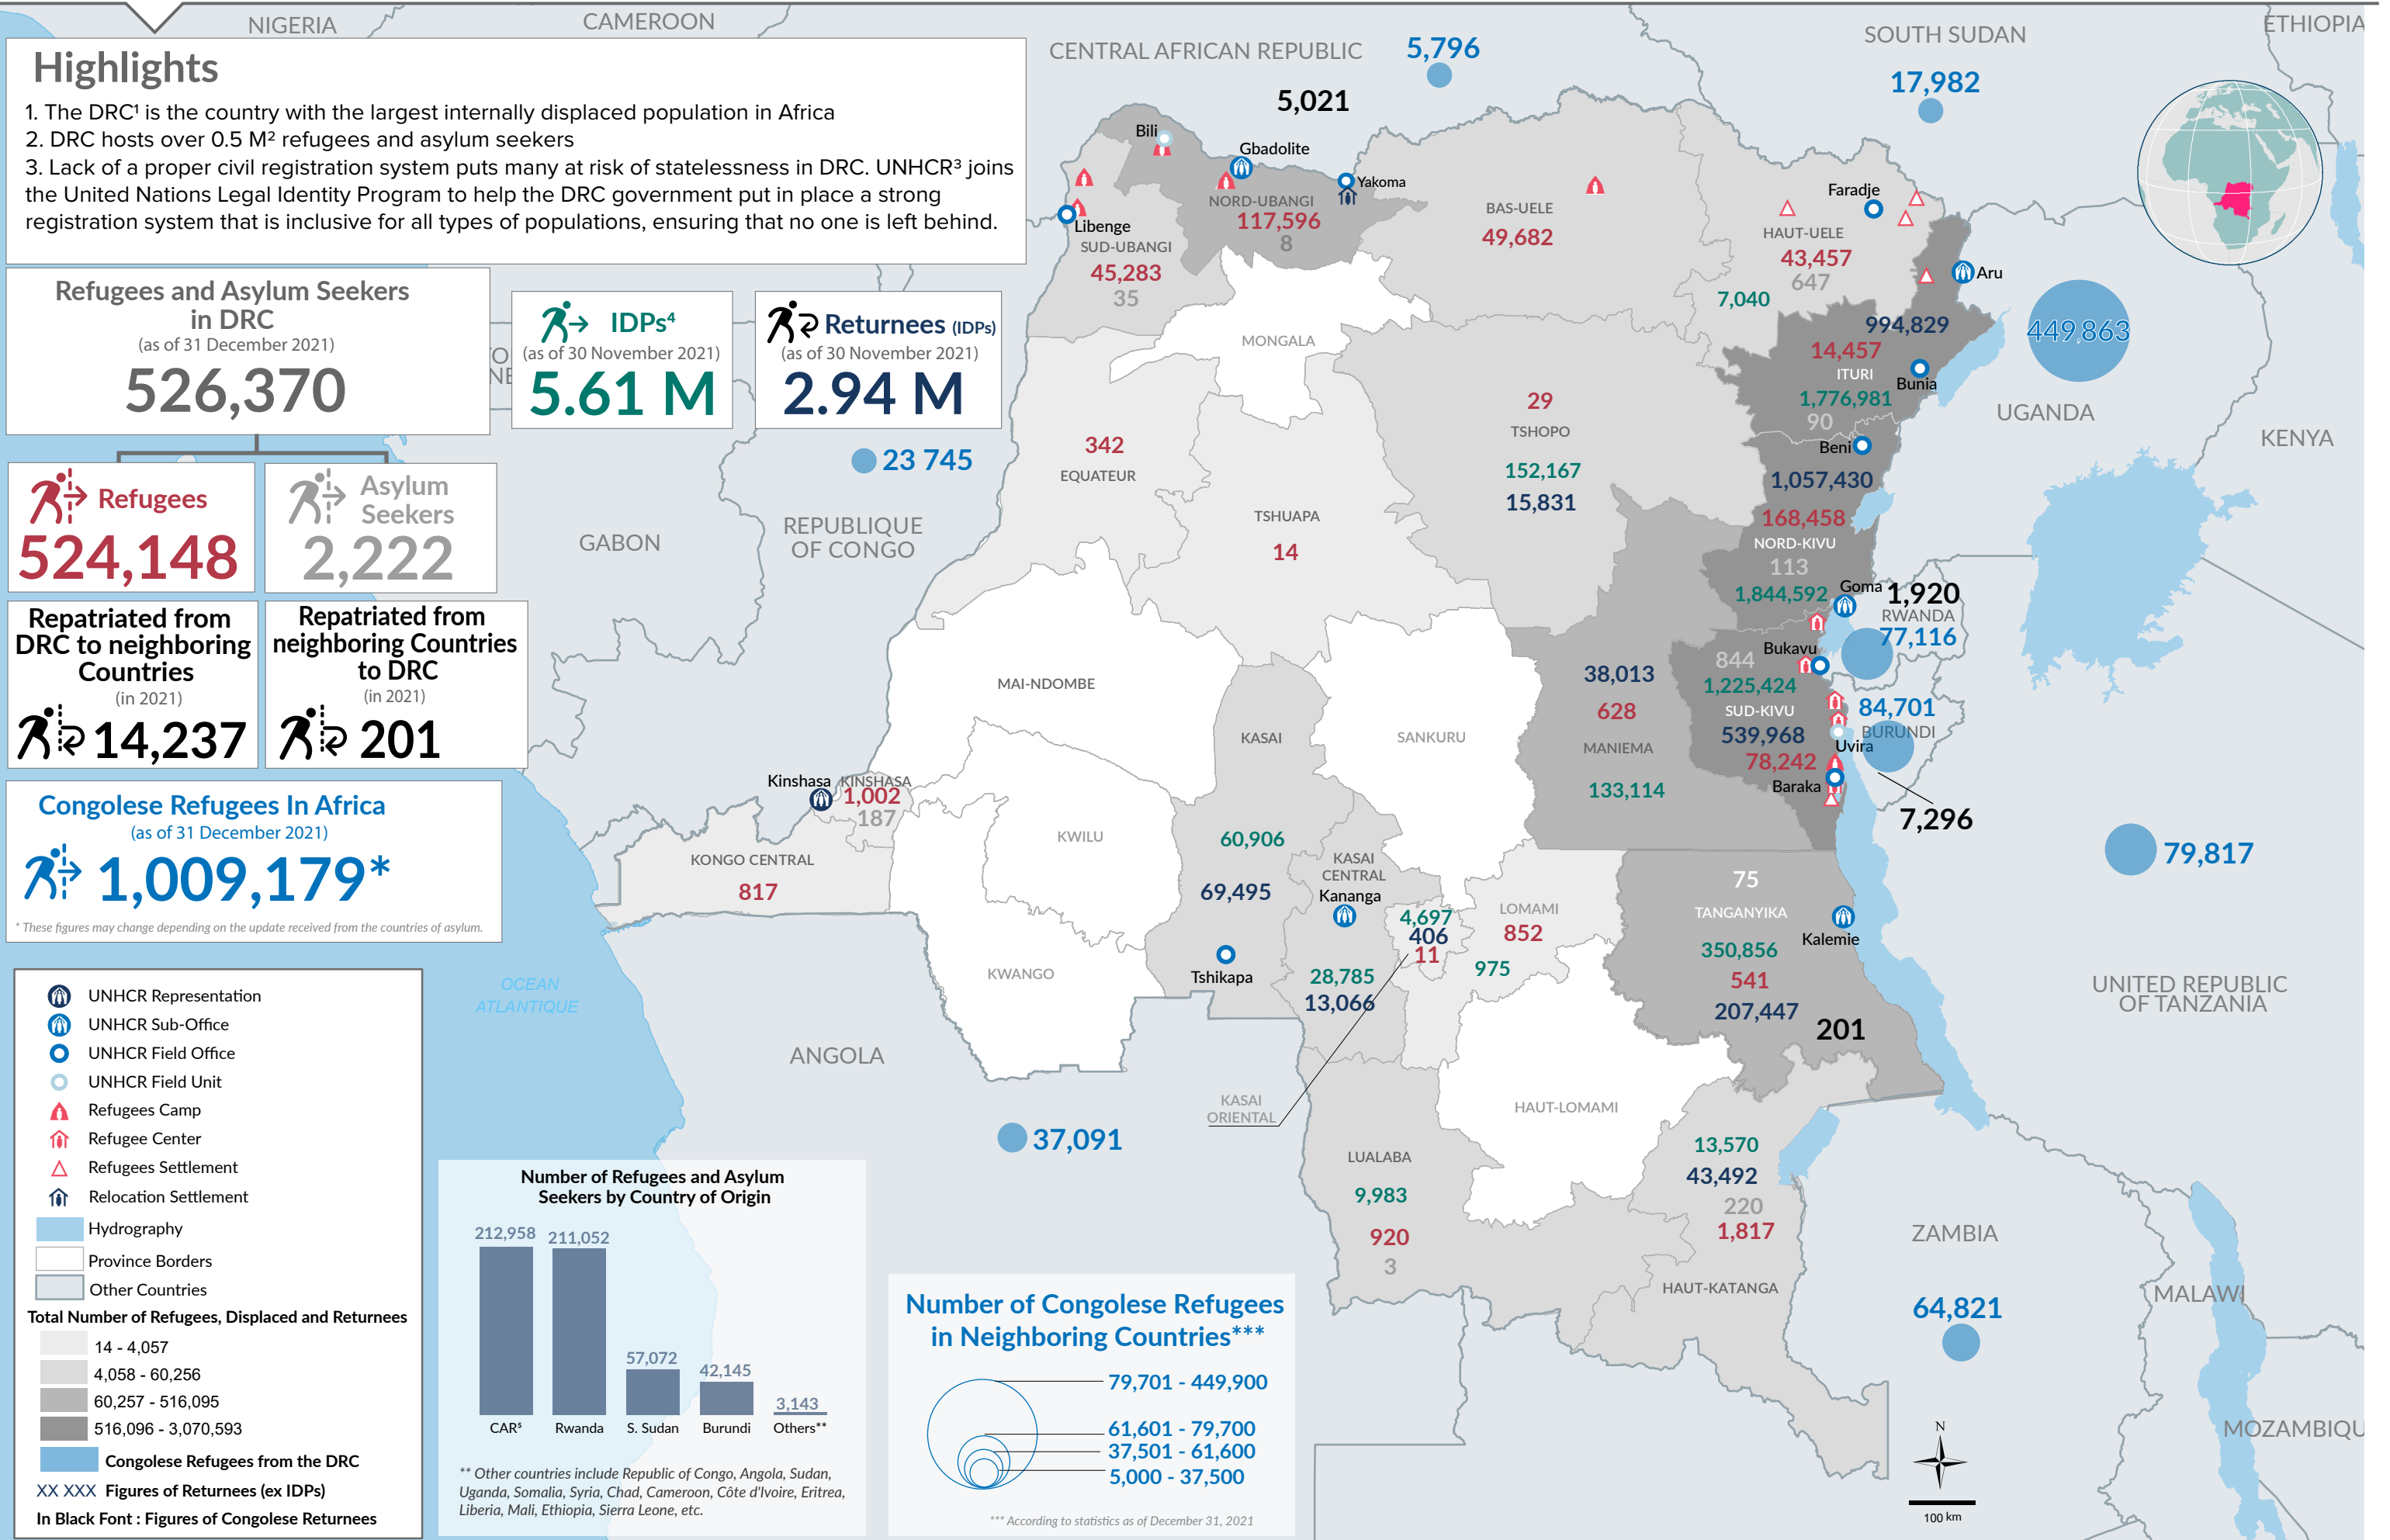 NIGERIA
CAMEROON
CENTRAL AFRICAN REPUBLIC
5,796
SOUTH SUDAN
17,982
ETHIOPIA
5,021
Highlights
1. The DRC¹ is the country with the largest internally displaced population in Africa
2. DRC hosts over 0.5 M² refugees and asylum seekers
3. Lack of a proper civil registration system puts many at risk of statelessness in DRC. UNHCR³ joins
the United Nations Legal Identity Program to help the DRC government put in place a strong
registration system that is inclusive for all types of populations, ensuring that no one is left behind.
Refugees and Asylum Seekers
in DRC
(as of 31 December 2021)
526,370
IDPs⁴
(as of 30 November 2021)
5.61 M
Returnees (IDPs)
(as of 30 November 2021)
2.94 M
Refugees
524,148
Asylum
Seekers
2,222
Repatriated from
DRC to neighboring
Countries
(in 2021)
14,237
Repatriated from
neighboring Countries
to DRC
(in 2021)
201
Congolese Refugees In Africa
(as of 31 December 2021)
1,009,179*
* These figures may change depending on the update received from the countries of asylum.
UNHCR Representation
UNHCR Sub-Office
UNHCR Field Office
UNHCR Field Unit
Refugees Camp
Refugee Center
Refugees Settlement
Relocation Settlement
Hydrography
Province Borders
Other Countries
Total Number of Refugees, Displaced and Returnees
14 - 4,057
4,058 - 60,256
60,257 - 516,095
516,096 - 3,070,593
Congolese Refugees from the DRC
XX XXX Figures of Returnees (ex IDPs)
In Black Font : Figures of Congolese Returnees
Number of Refugees and Asylum
Seekers by Country of Origin
212,958
211,052
57,072
42,145
3,143
CAR⁵
Rwanda
S. Sudan
Burundi
Others**
** Other countries include Republic of Congo, Angola, Sudan,
Uganda, Somalia, Syria, Chad, Cameroon, Côte d'Ivoire, Eritrea,
Liberia, Mali, Ethiopia, Sierra Leone, etc.
Number of Congolese Refugees
in Neighboring Countries***
79,701 - 449,900
61,601 - 79,700
37,501 - 61,600
5,000 - 37,500
*** According to statistics as of December 31, 2021
Bili
Gbadolite
Yakoma
Libenge
NORD-UBANGI
117,596
8
SUD-UBANGI
45,283
35
BAS-UELE
49,682
Faradje
HAUT-UELE
43,457
647
7,040
Aru
994,829
14,457
ITURI
Bunia
1,776,981
90
449,863
UGANDA
KENYA
MONGALA
342
EQUATEUR
23 745
REPUBLIQUE
OF CONGO
GABON
TSHUAPA
14
29
TSHOPO
152,167
15,831
Beni
1,057,430
168,458
NORD-KIVU
113
1,844,592
Goma
1,920
RWANDA
77,116
Bukavu
844
1,225,424
SUD-KIVU
539,968
78,242
84,701
BURUNDI
Uvira
Baraka
7,296
38,013
628
MANIEMA
133,114
MAI-NDOMBE
KASAI
SANKURU
Kinshasa
KINSHASA
1,002
187
KONGO CENTRAL
817
KWILU
KWANGO
60,906
69,495
Tshikapa
KASAI
CENTRAL
Kananga
28,785
13,066
4,697
406
11
KASAI
ORIENTAL
LOMAMI
852
975
75
TANGANYIKA
Kalemie
350,856
541
207,447
201
79,817
UNITED REPUBLIC
OF TANZANIA
OCEAN
ATLANTIQUE
ANGOLA
37,091
HAUT-LOMAMI
LUALABA
9,983
920
3
13,570
43,492
220
1,817
HAUT-KATANGA
ZAMBIA
64,821
MALAWI
MOZAMBIQU
N
100 km